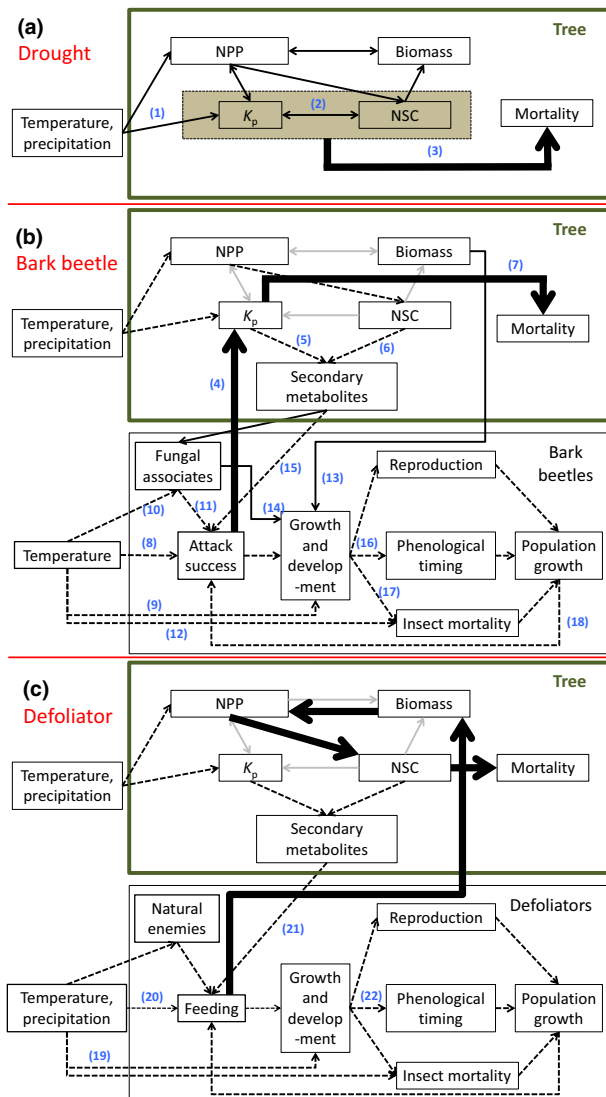 (a)
Drought
Tree
NPP
Biomass
(1)
(2)
Temperature,
precipitation
Kp
NSC
Mortality
(3)
(b)
Bark beetle
Tree
NPP
Biomass
(7)
Temperature,
precipitation
Kp
NSC
Mortality
(5)
(6)
(4)
Secondary
metabolites
Fungal
associates
(15)
(13)
Bark
beetles
Reproduction
(10)
(11)
(14)
Temperature
(8)
Attack
success
Growth
and
develop
-ment
(16)
Phenological
timing
Population
growth
(17)
(9)
(12)
Insect mortality
(18)
(c)
Defoliator
Tree
NPP
Biomass
Temperature,
precipitation
Kp
NSC
Mortality
Secondary
metabolites
Natural
enemies
(21)
Defoliators
Reproduction
Temperature,
precipitation
(20)
Feeding
Growth
and
develop
-ment
(22)
Phenological
timing
Population
growth
(19)
Insect mortality